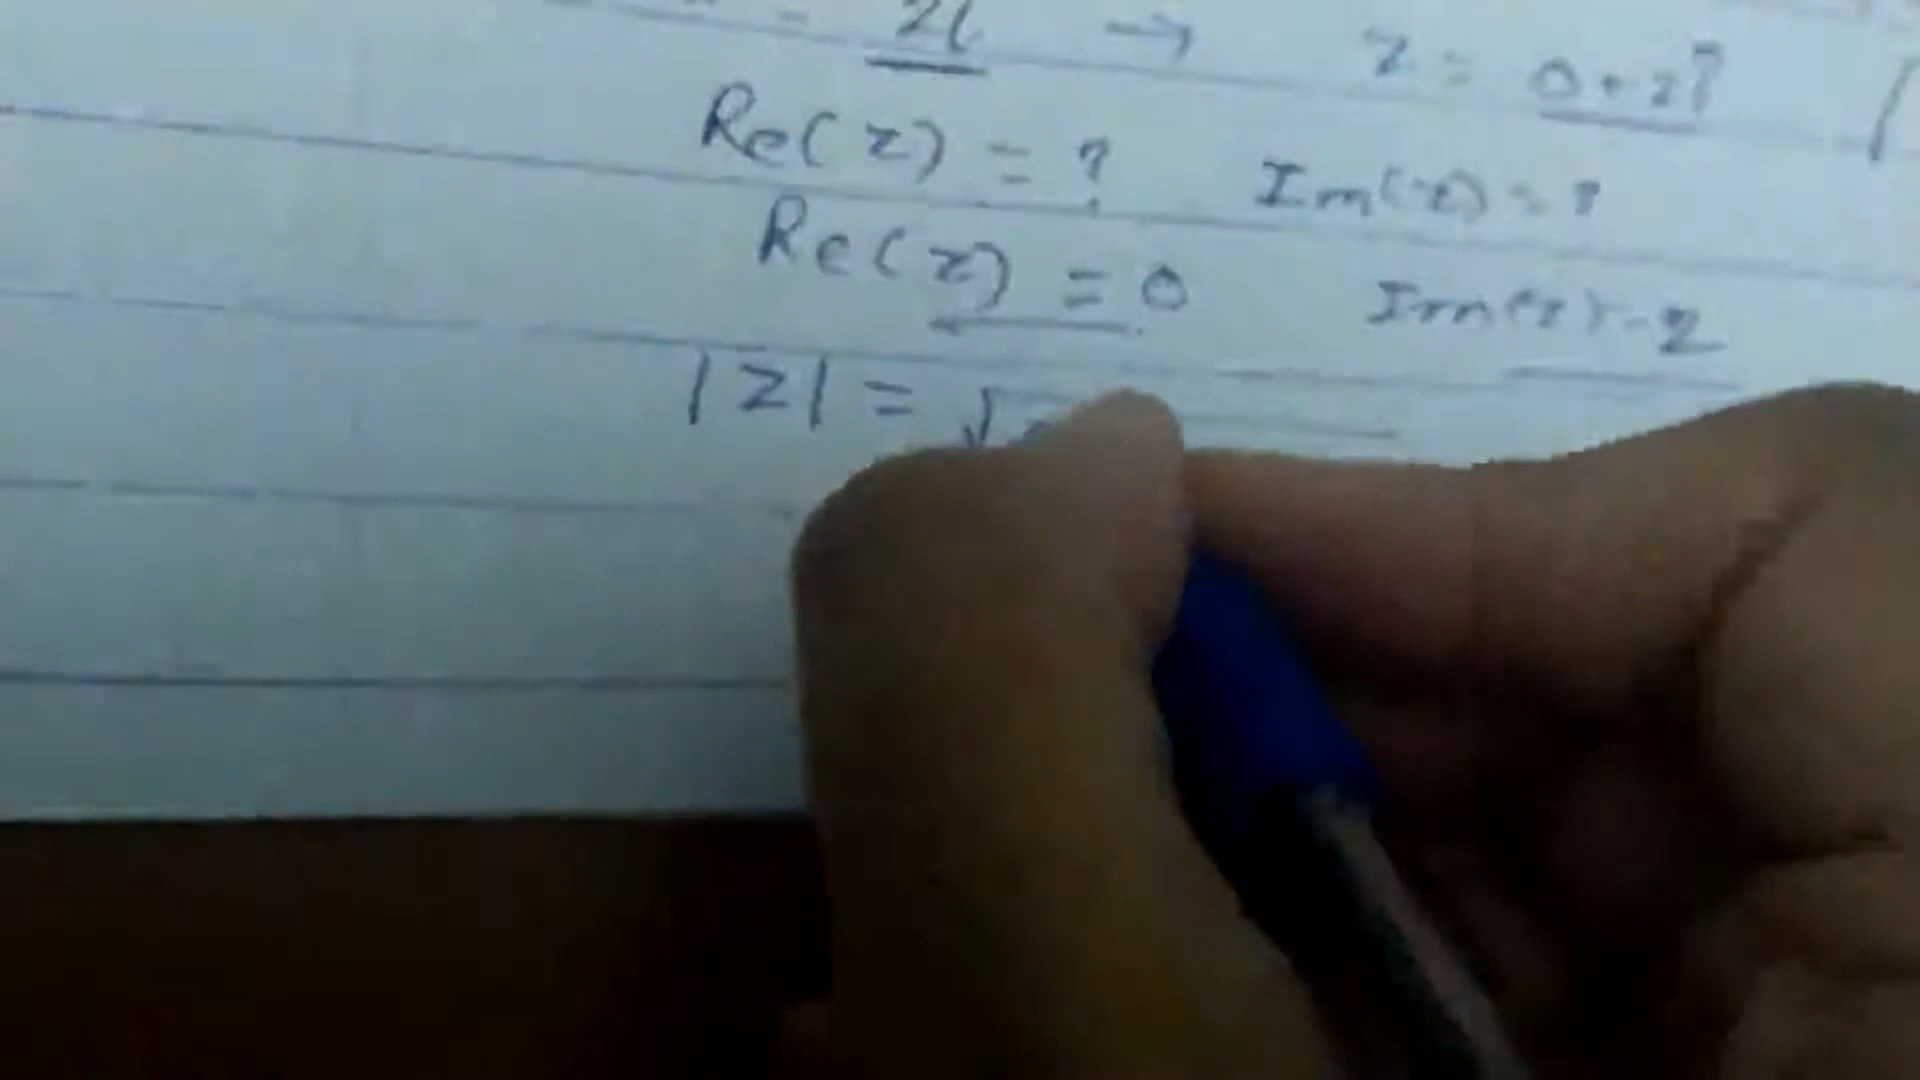 = 2i → z = 0+2i
Re(z) = ? Im(z) = ?
Re(z) = 0 Im(z) = 2
|z| = √